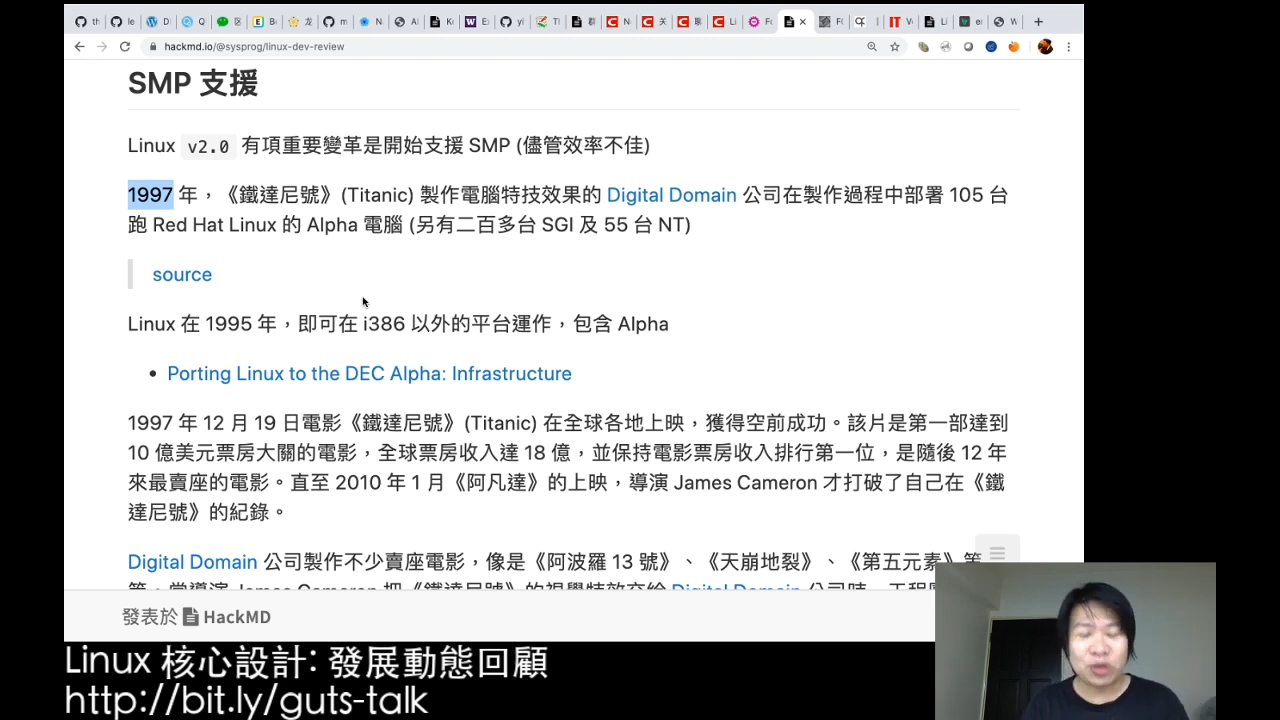 hackmd.io/@sysprog/linux-dev-review
SMP 支援
Linux v2.0 有項重要變革是開始支援 SMP (儘管效率不佳)
1997 年，《鐵達尼號》(Titanic) 製作電腦特技效果的 Digital Domain 公司在製作過程中部署 105 台
跑 Red Hat Linux 的 Alpha 電腦 (另有二百多台 SGI 及 55 台 NT)
source
Linux 在 1995 年，即可在 i386 以外的平台運作，包含 Alpha
• Porting Linux to the DEC Alpha: Infrastructure
1997 年 12 月 19 日電影《鐵達尼號》(Titanic) 在全球各地上映，獲得空前成功。該片是第一部達到
10 億美元票房大關的電影，全球票房收入達 18 億，並保持電影票房收入排行第一位，是隨後 12 年
來最賣座的電影。直至 2010 年 1 月《阿凡達》的上映，導演 James Cameron 才打破了自己在《鐵
達尼號》的紀錄。
Digital Domain 公司製作不少賣座電影，像是《阿波羅 13 號》、《天崩地裂》、《第五元素》等
發表於 HackMD
Linux 核心設計: 發展動態回顧
http://bit.ly/guts-talk